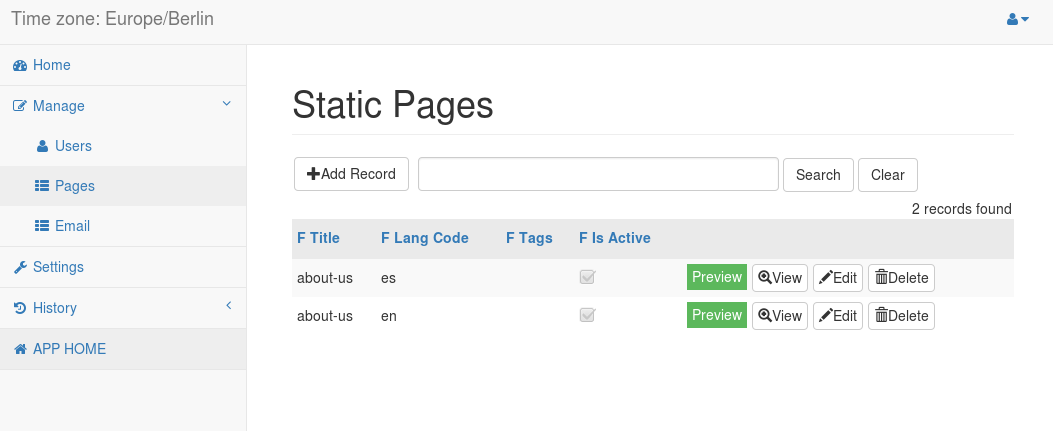 Time zone: Europe/Berlin
Home
Manage
Users
Pages
Email
Settings
History
APP HOME
Static Pages
Add Record Search Clear
2 records found
F Title F Lang Code F Tags F Is Active
about-us es Preview View Edit Delete
about-us en Preview View Edit Delete